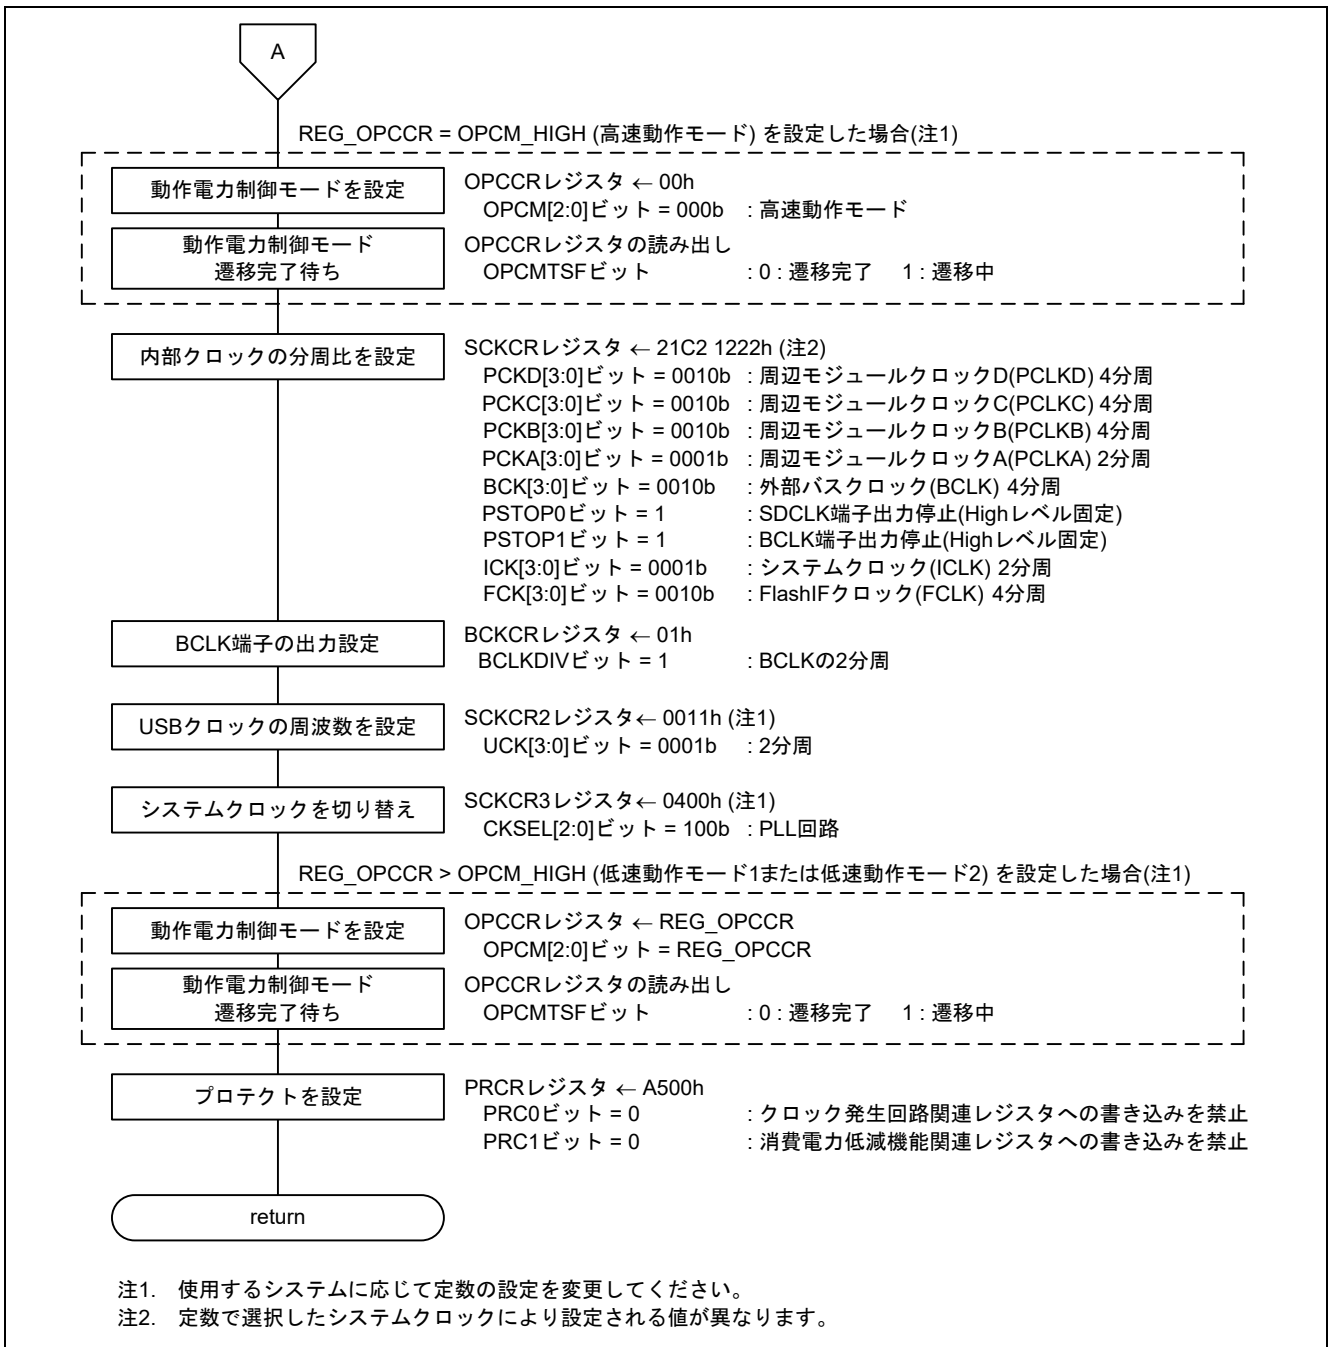 A
REG_OPCCR = OPCM_HIGH (高速動作モード) を設定した場合(注1)
動作電力制御モードを設定
OPCCRレジスタ ← 00h
OPCM[2:0]ビット = 000b : 高速動作モード
動作電力制御モード
遷移完了待ち
OPCCRレジスタの読み出し
OPCMTSFビット : 0 : 遷移完了 1 : 遷移中
内部クロックの分周比を設定
SCKCRレジスタ ← 21C2 1222h (注2)
PCKD[3:0]ビット = 0010b : 周辺モジュールクロックD(PCLKD) 4分周
PCKC[3:0]ビット = 0010b : 周辺モジュールクロックC(PCLKC) 4分周
PCKB[3:0]ビット = 0010b : 周辺モジュールクロックB(PCLKB) 4分周
PCKA[3:0]ビット = 0001b : 周辺モジュールクロックA(PCLKA) 2分周
BCK[3:0]ビット = 0010b : 外部バスクロック(BCLK) 4分周
PSTOP0ビット = 1 : SDCLK端子出力停止(Highレベル固定)
PSTOP1ビット = 1 : BCLK端子出力停止(Highレベル固定)
ICK[3:0]ビット = 0001b : システムクロック(ICLK) 2分周
FCK[3:0]ビット = 0010b : FlashIFクロック(FCLK) 4分周
BCLK端子の出力設定
BCKCRレジスタ ← 01h
BCLKDIVビット = 1 : BCLKの2分周
USBクロックの周波数を設定
SCKCR2レジスタ← 0011h (注1)
UCK[3:0]ビット = 0001b : 2分周
システムクロックを切り替え
SCKCR3レジスタ← 0400h (注1)
CKSEL[2:0]ビット = 100b : PLL回路
REG_OPCCR > OPCM_HIGH (低速動作モード1または低速動作モード2) を設定した場合(注1)
動作電力制御モードを設定
OPCCRレジスタ ← REG_OPCCR
OPCM[2:0]ビット = REG_OPCCR
動作電力制御モード
遷移完了待ち
OPCCRレジスタの読み出し
OPCMTSFビット : 0 : 遷移完了 1 : 遷移中
プロテクトを設定
PRCRレジスタ ← A500h
PRC0ビット = 0 : クロック発生回路関連レジスタへの書き込みを禁止
PRC1ビット = 0 : 消費電力低減機能関連レジスタへの書き込みを禁止
return
注1. 使用するシステムに応じて定数の設定を変更してください。
注2. 定数で選択したシステムクロックにより設定される値が異なります。